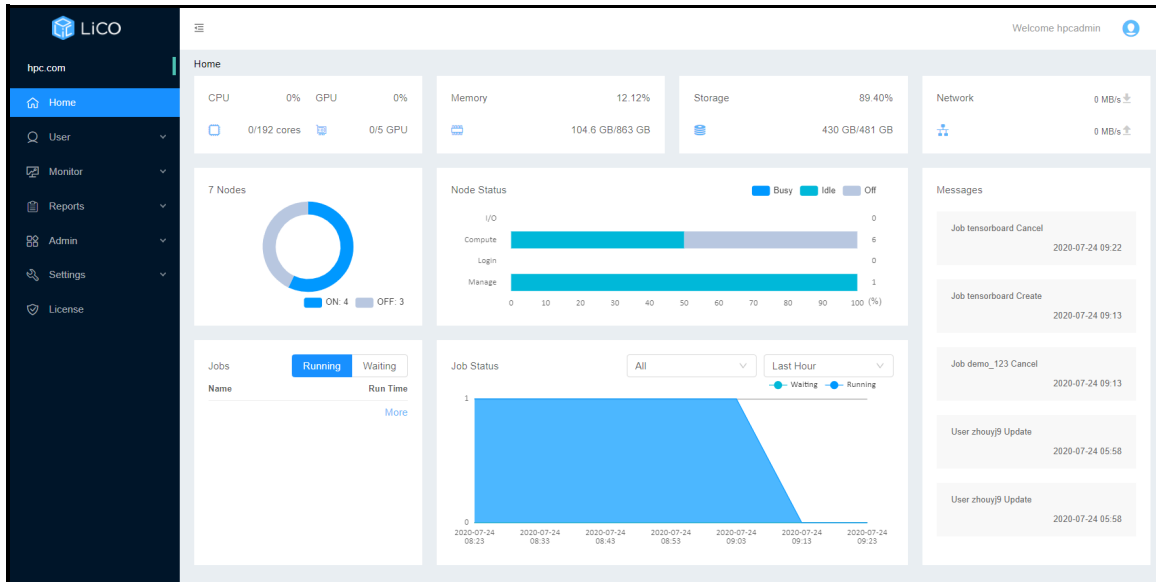 LiCO
Welcome hpcadmin
hpc.com
Home
User
Monitor
Reports
Admin
Settings
License
Home
CPU 0% GPU 0%
0/192 cores 0/5 GPU
Memory 12.12%
104.6 GB/863 GB
Storage 89.40%
430 GB/481 GB
Network 0 MB/s
0 MB/s
7 Nodes
ON: 4 OFF: 3
Node Status Busy Idle Off
I/O 0
Compute 6
Login 0
Manage 1
0 10 20 30 40 50 60 70 80 90 100 (%)
Messages
Job tensorboard Cancel
2020-07-24 09:22
Job tensorboard Create
2020-07-24 09:13
Job demo_123 Cancel
2020-07-24 09:13
User zhouyj9 Update
2020-07-24 05:58
User zhouyj9 Update
2020-07-24 05:58
Jobs Running Waiting
Name Run Time
More
Job Status All Last Hour
Waiting Running
1
0
2020-07-24 2020-07-24 2020-07-24 2020-07-24 2020-07-24 2020-07-24 2020-07-24
08:23 08:33 08:43 08:53 09:03 09:13 09:23